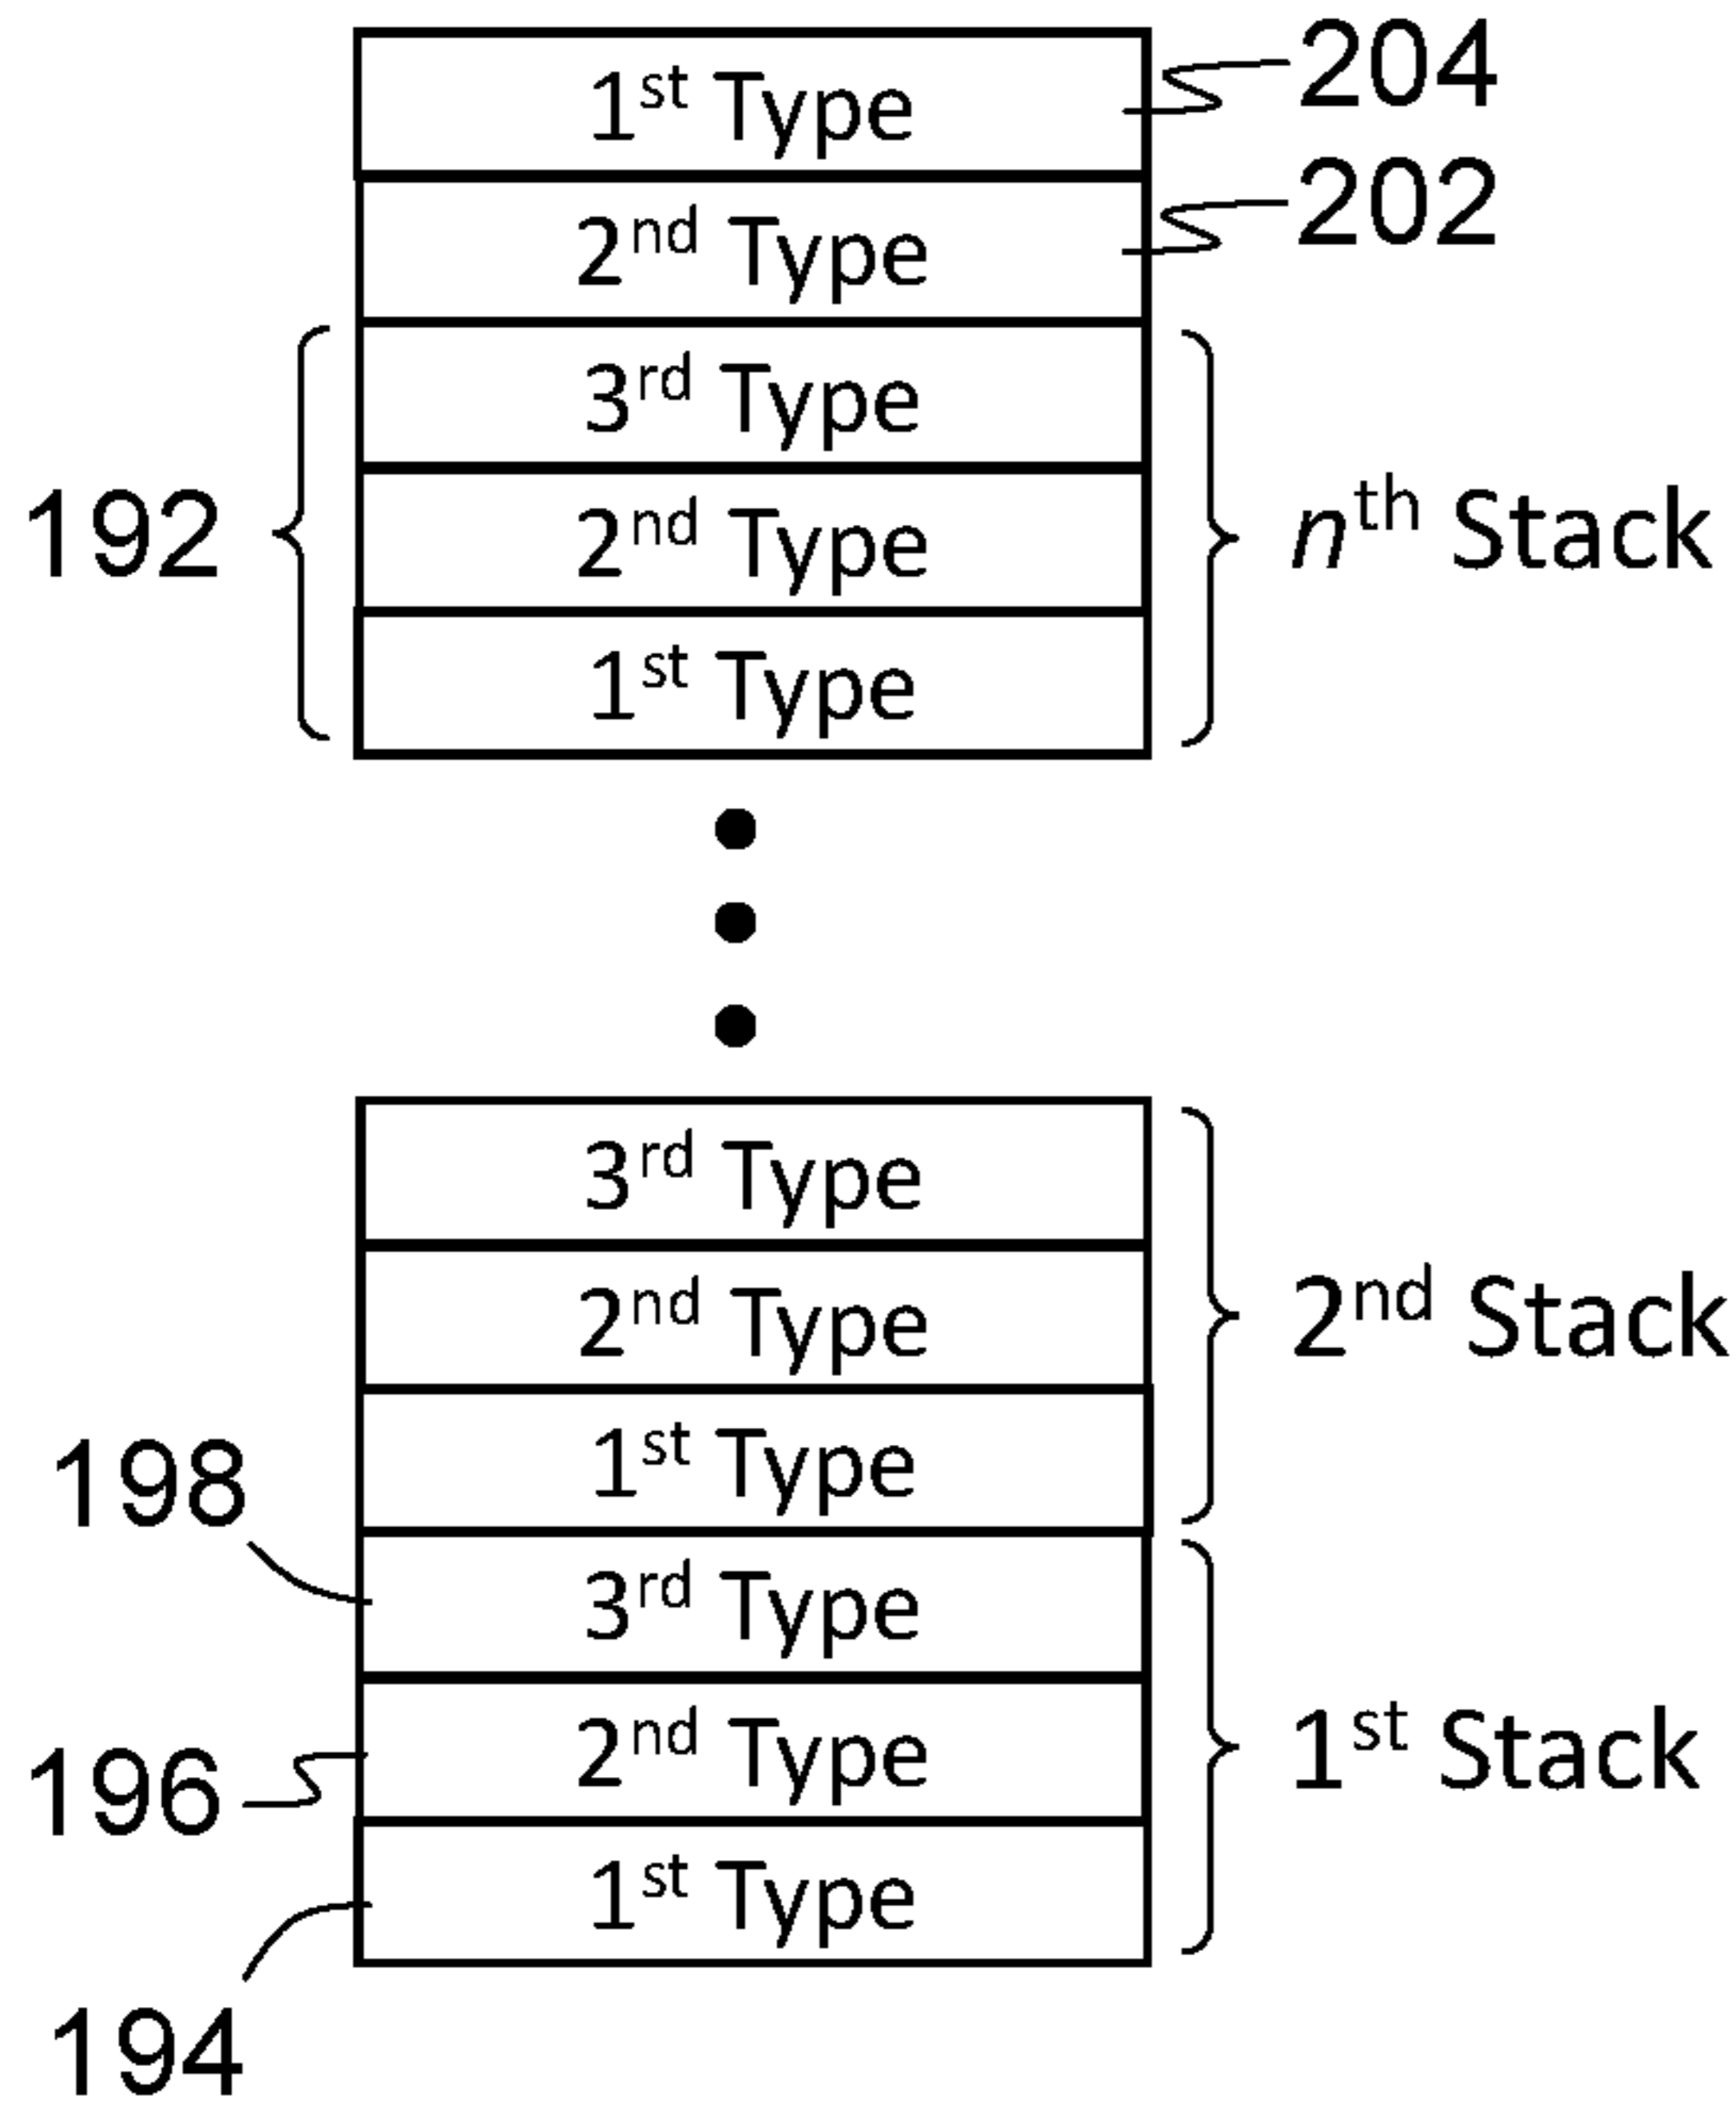 1st Type 204
2nd Type 202
3rd Type
192 2nd Type nth Stack
1st Type
3rd Type
2nd Type 2nd Stack
198 1st Type
3rd Type
196 2nd Type 1st Stack
1st Type
194